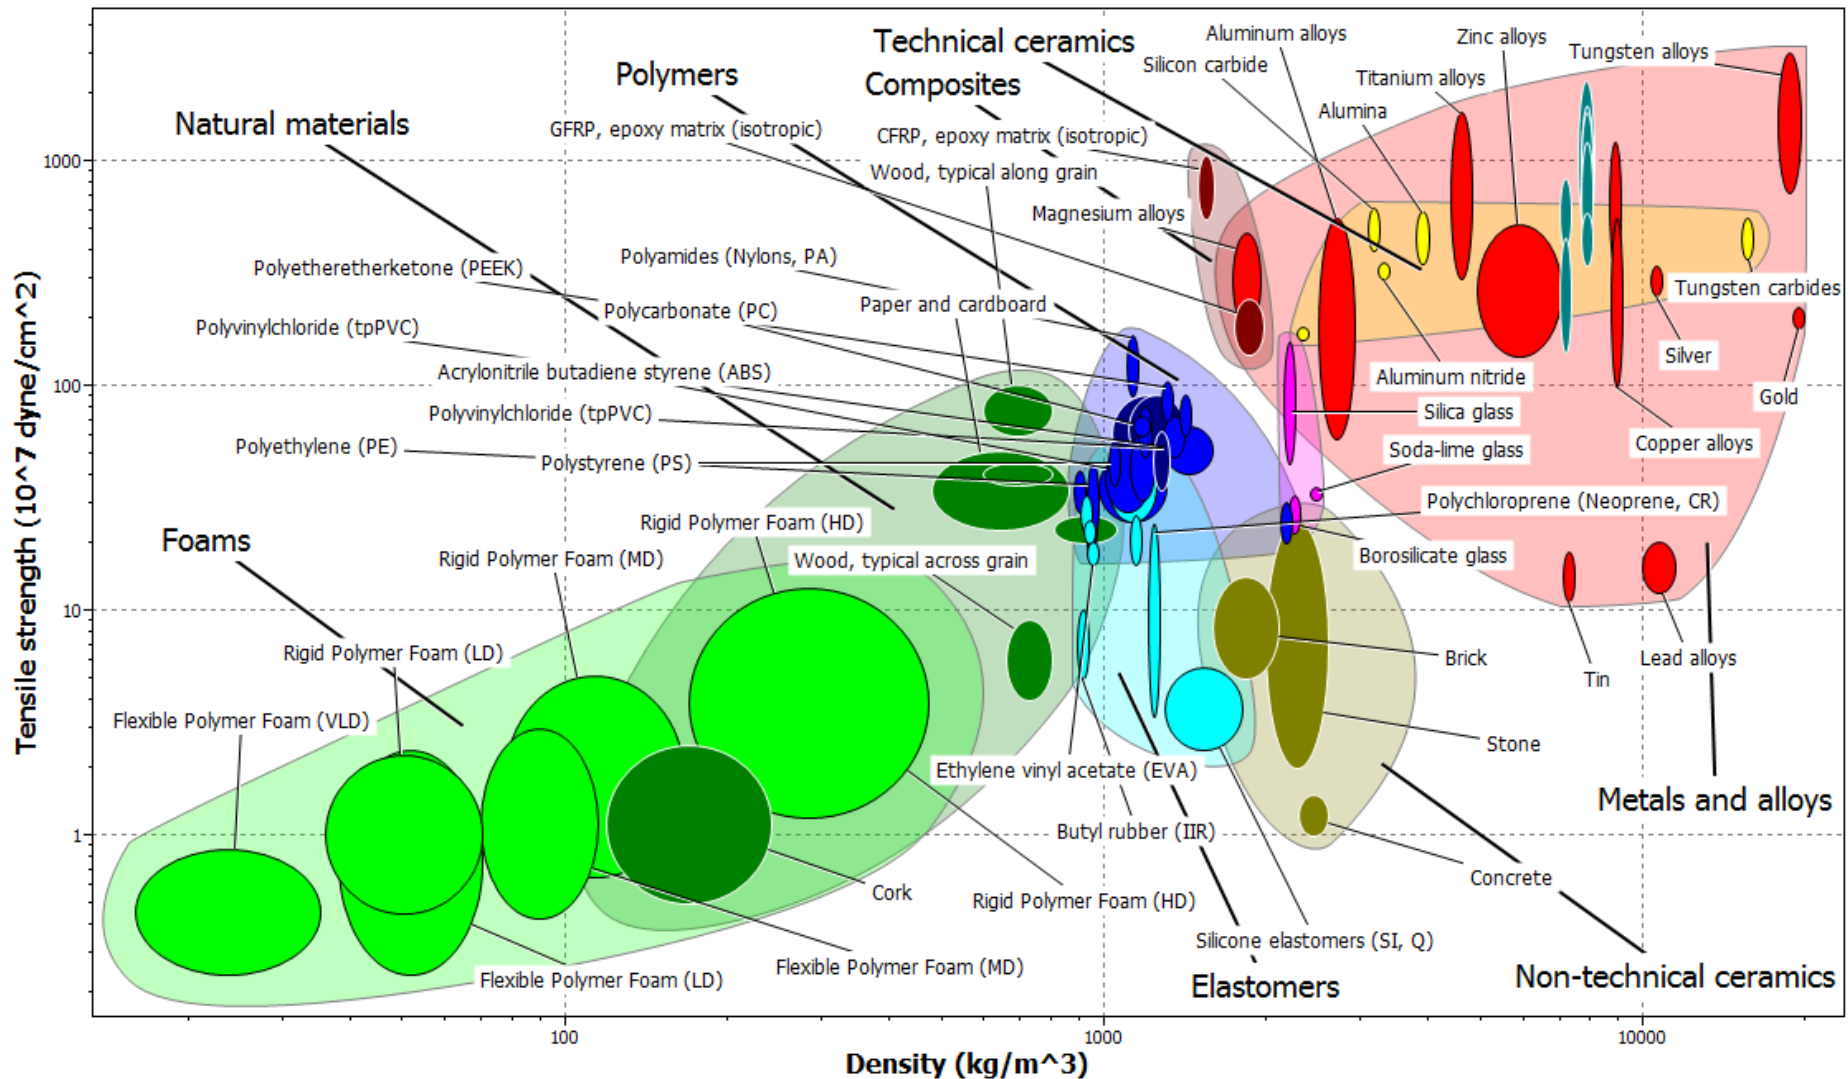 Technical ceramics
Aluminum alloys
Zinc alloys
Tungsten alloys
Silicon carbide
Polymers
Composites
Titanium alloys
Alumina
Natural materials
GFRP, epoxy matrix (isotropic)
CFRP, epoxy matrix (isotropic)
Wood, typical along grain
Magnesium alloys
Polyamides (Nylons, PA)
Polyetheretherketone (PEEK)
Tungsten carbides
Paper and cardboard
Polycarbonate (PC)
Polyvinylchloride (tpPVC)
Silver
Acrylonitrile butadiene styrene (ABS)
Aluminum nitride
Gold
Polyvinylchloride (tpPVC)
Silica glass
Copper alloys
Polyethylene (PE)
Soda-lime glass
Polystyrene (PS)
Polychloroprene (Neoprene, CR)
Rigid Polymer Foam (HD)
Foams
Rigid Polymer Foam (MD)
Wood, typical across grain
Borosilicate glass
Rigid Polymer Foam (LD)
Brick
Lead alloys
Tin
Flexible Polymer Foam (VLD)
Stone
Ethylene vinyl acetate (EVA)
Metals and alloys
Butyl rubber (IIR)
Concrete
Cork
Rigid Polymer Foam (HD)
Silicone elastomers (SI, Q)
Flexible Polymer Foam (MD)
Flexible Polymer Foam (LD)
Non-technical ceramics
Elastomers
Tensile strength (10^7 dyne/cm^2)
1000
100
10
1
100
1000
10000
Density (kg/m^3)